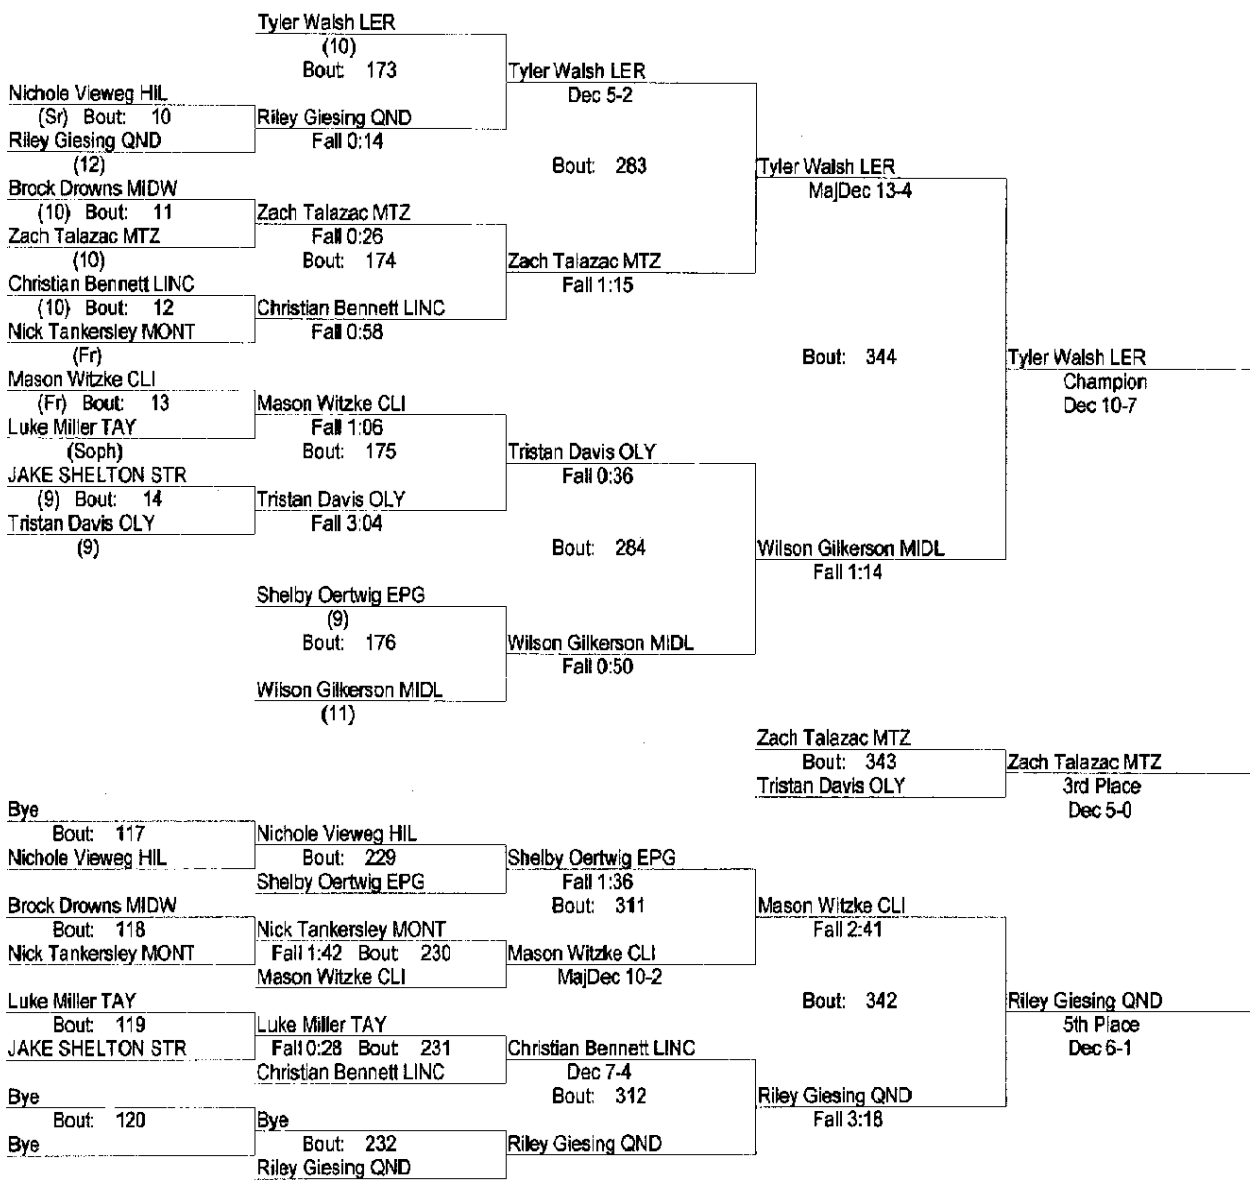 Tyler Walsh LER
(10)
Bout: 173
Tyler Walsh LER
Dec 5-2
Nichole Vieweg HIL
(Sr) Bout: 10
Riley Giesing QND
Riley Giesing QND
Fall 0:14
(12)
Bout: 283
Tyler Walsh LER
MajDec 13-4
Brock Drowns MIDW
(10) Bout: 11
Zach Talazac MTZ
Zach Talazac MTZ
Fall 0:26
(10)
Bout: 174
Zach Talazac MTZ
Fall 1:15
Christian Bennett LINC
(10) Bout: 12
Christian Bennett LINC
Nick Tankersley MONT
Fall 0:58
(Fr)
Bout: 344
Tyler Walsh LER
Champion
Dec 10-7
Mason Witzke CLI
(Fr) Bout: 13
Mason Witzke CLI
Luke Miller TAY
Fall 1:06
(Soph)
Bout: 175
Tristan Davis OLY
Fall 0:36
JAKE SHELTON STR
(9) Bout: 14
Tristan Davis OLY
Tristan Davis OLY
Fall 3:04
(9)
Bout: 284
Wilson Gilkerson MIDL
Fall 1:14
Shelby Oertwig EPG
(9)
Bout: 176
Wilson Gilkerson MIDL
Fall 0:50
Wilson Gilkerson MIDL
(11)
Zach Talazac MTZ
Bout: 343
Zach Talazac MTZ
Tristan Davis OLY
3rd Place
Dec 5-0
Bye
Bout: 117
Nichole Vieweg HIL
Nichole Vieweg HIL
Bout: 229
Shelby Oertwig EPG
Shelby Oertwig EPG
Fall 1:36
Bout: 311
Mason Witzke CLI
Fall 2:41
Brock Drowns MIDW
Bout: 118
Nick Tankersley MONT
Nick Tankersley MONT
Fall 1:42 Bout 230
Mason Witzke CLI
Mason Witzke CLI
MajDec 10-2
Bout: 342
Riley Giesing QND
5th Place
Dec 6-1
Luke Miller TAY
Bout: 119
JAKE SHELTON STR
Luke Miller TAY
Fall 0:28 Bout 231
Christian Bennett LINC
Christian Bennett LINC
Dec 7-4
Bout: 312
Riley Giesing QND
Fall 3:18
Bye
Bout: 120
Bye
Bye
Bout: 232
Riley Giesing QND
Riley Giesing QND